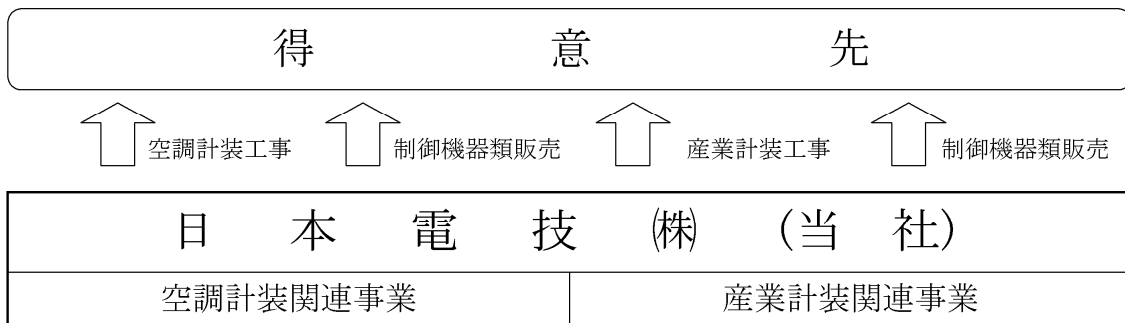 得意先
空調計装工事 制御機器類販売 産業計装工事 制御機器類販売
日本電技㈱(当社)
空調計装関連事業 産業計装関連事業